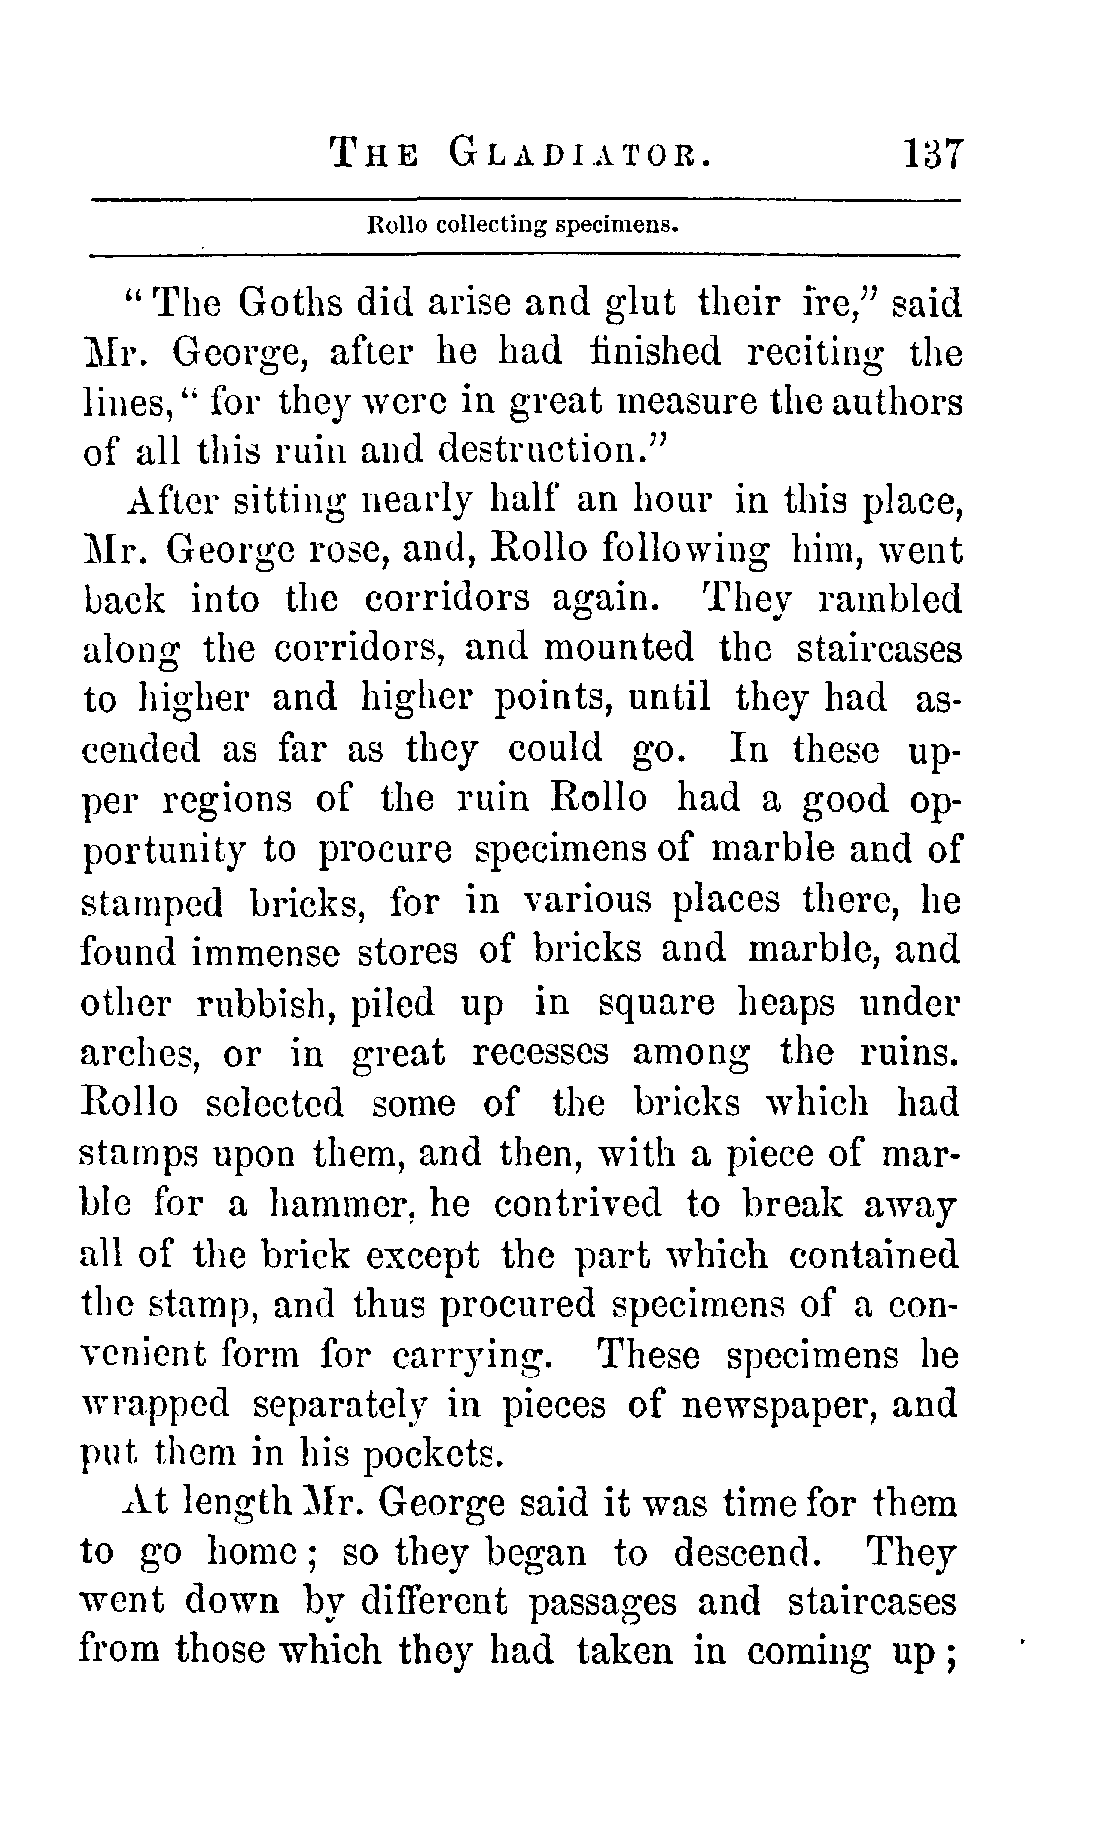 THE GLADIATOR. 137
Rollo collecting specimens.
“The Goths did arise and glut their ire,” said
Mr. George, after he had finished reciting the
lines, “for they were in great measure the authors
of all this ruin and destruction.”
After sitting nearly half an hour in this place,
Mr. George rose, and, Rollo following him, went
back into the corridors again. They rambled
along the corridors, and mounted the staircases
to higher and higher points, until they had as-
cended as far as they could go. In these up-
per regions of the ruin Rollo had a good op-
portunity to procure specimens of marble and of
stamped bricks, for in various places there, he
found immense stores of bricks and marble, and
other rubbish, piled up in square heaps under
arches, or in great recesses among the ruins.
Rollo selected some of the bricks which had
stamps upon them, and then, with a piece of mar-
ble for a hammer, he contrived to break away
all of the brick except the part which contained
the stamp, and thus procured specimens of a con-
venient form for carrying. These specimens he
wrapped separately in pieces of newspaper, and
put them in his pockets.
At length Mr. George said it was time for them
to go home; so they began to descend. They
went down by different passages and staircases
from those which they had taken in coming up;